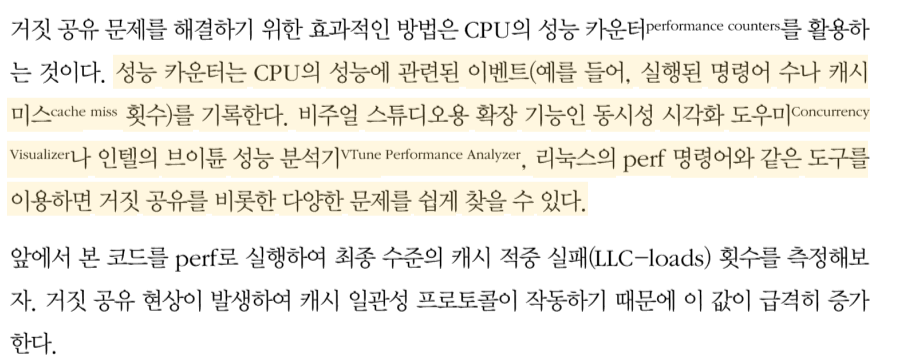 거짓 공유 문제를 해결하기 위한 효과적인 방법은 CPU의 성능 카운터performance counters를 활용하
는 것이다. 성능 카운터는 CPU의 성능에 관련된 이벤트(예를 들어, 실행된 명령어 수나 캐시
미스cache miss 횟수)를 기록한다. 비주얼 스튜디오용 확장 기능인 동시성 시각화 도우미Concurrency
Visualizer나 인텔의 브이튠 성능 분석기VTune Performance Analyzer, 리눅스의 perf 명령어와 같은 도구를
이용하면 거짓 공유를 비롯한 다양한 문제를 쉽게 찾을 수 있다.
앞에서 본 코드를 perf로 실행하여 최종 수준의 캐시 적중 실패(LLC-loads) 횟수를 측정해보
자. 거짓 공유 현상이 발생하여 캐시 일관성 프로토콜이 작동하기 때문에 이 값이 급격히 증가
한다.